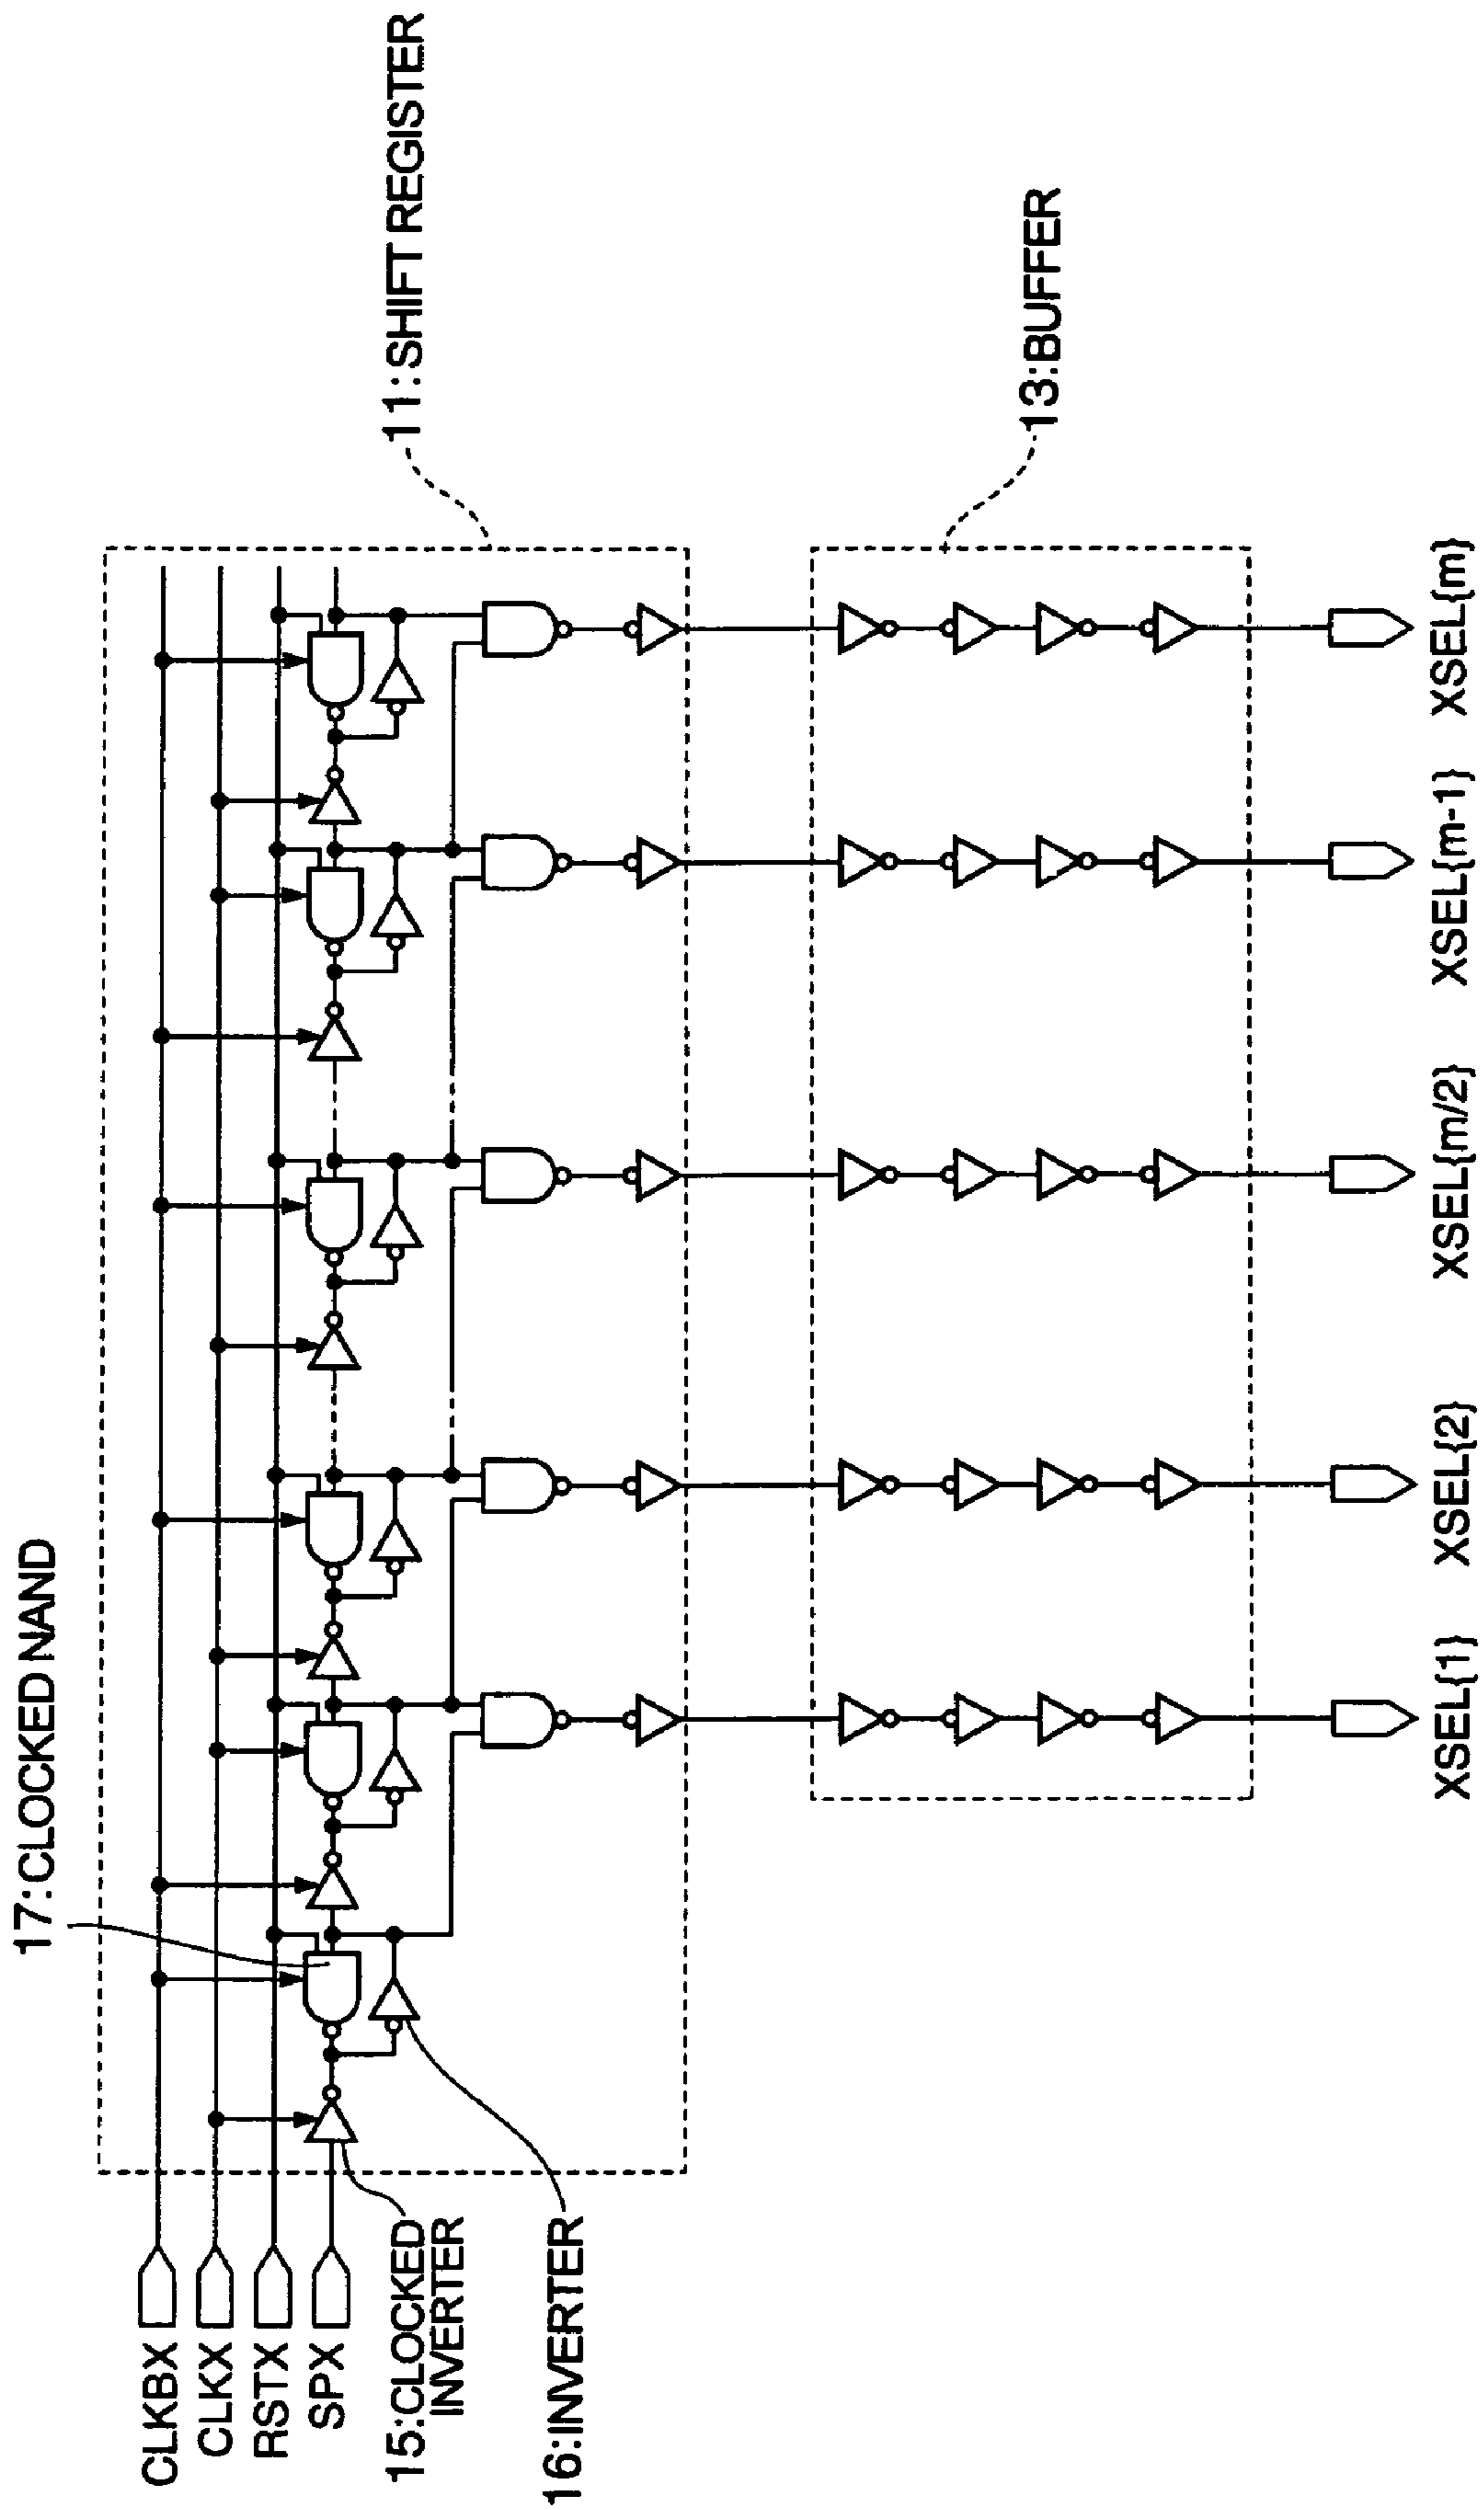 17:CLOCKED NAND
11:SHIFT REGISTER
CLKBX
CLKX
RSTX
SPX
15:CLOCKED
INVERTER
16:INVERTER
13:BUFFER
XSEL{1}
XSEL{2}
XSEL{m/2}
XSEL{m-1}
XSEL{m}